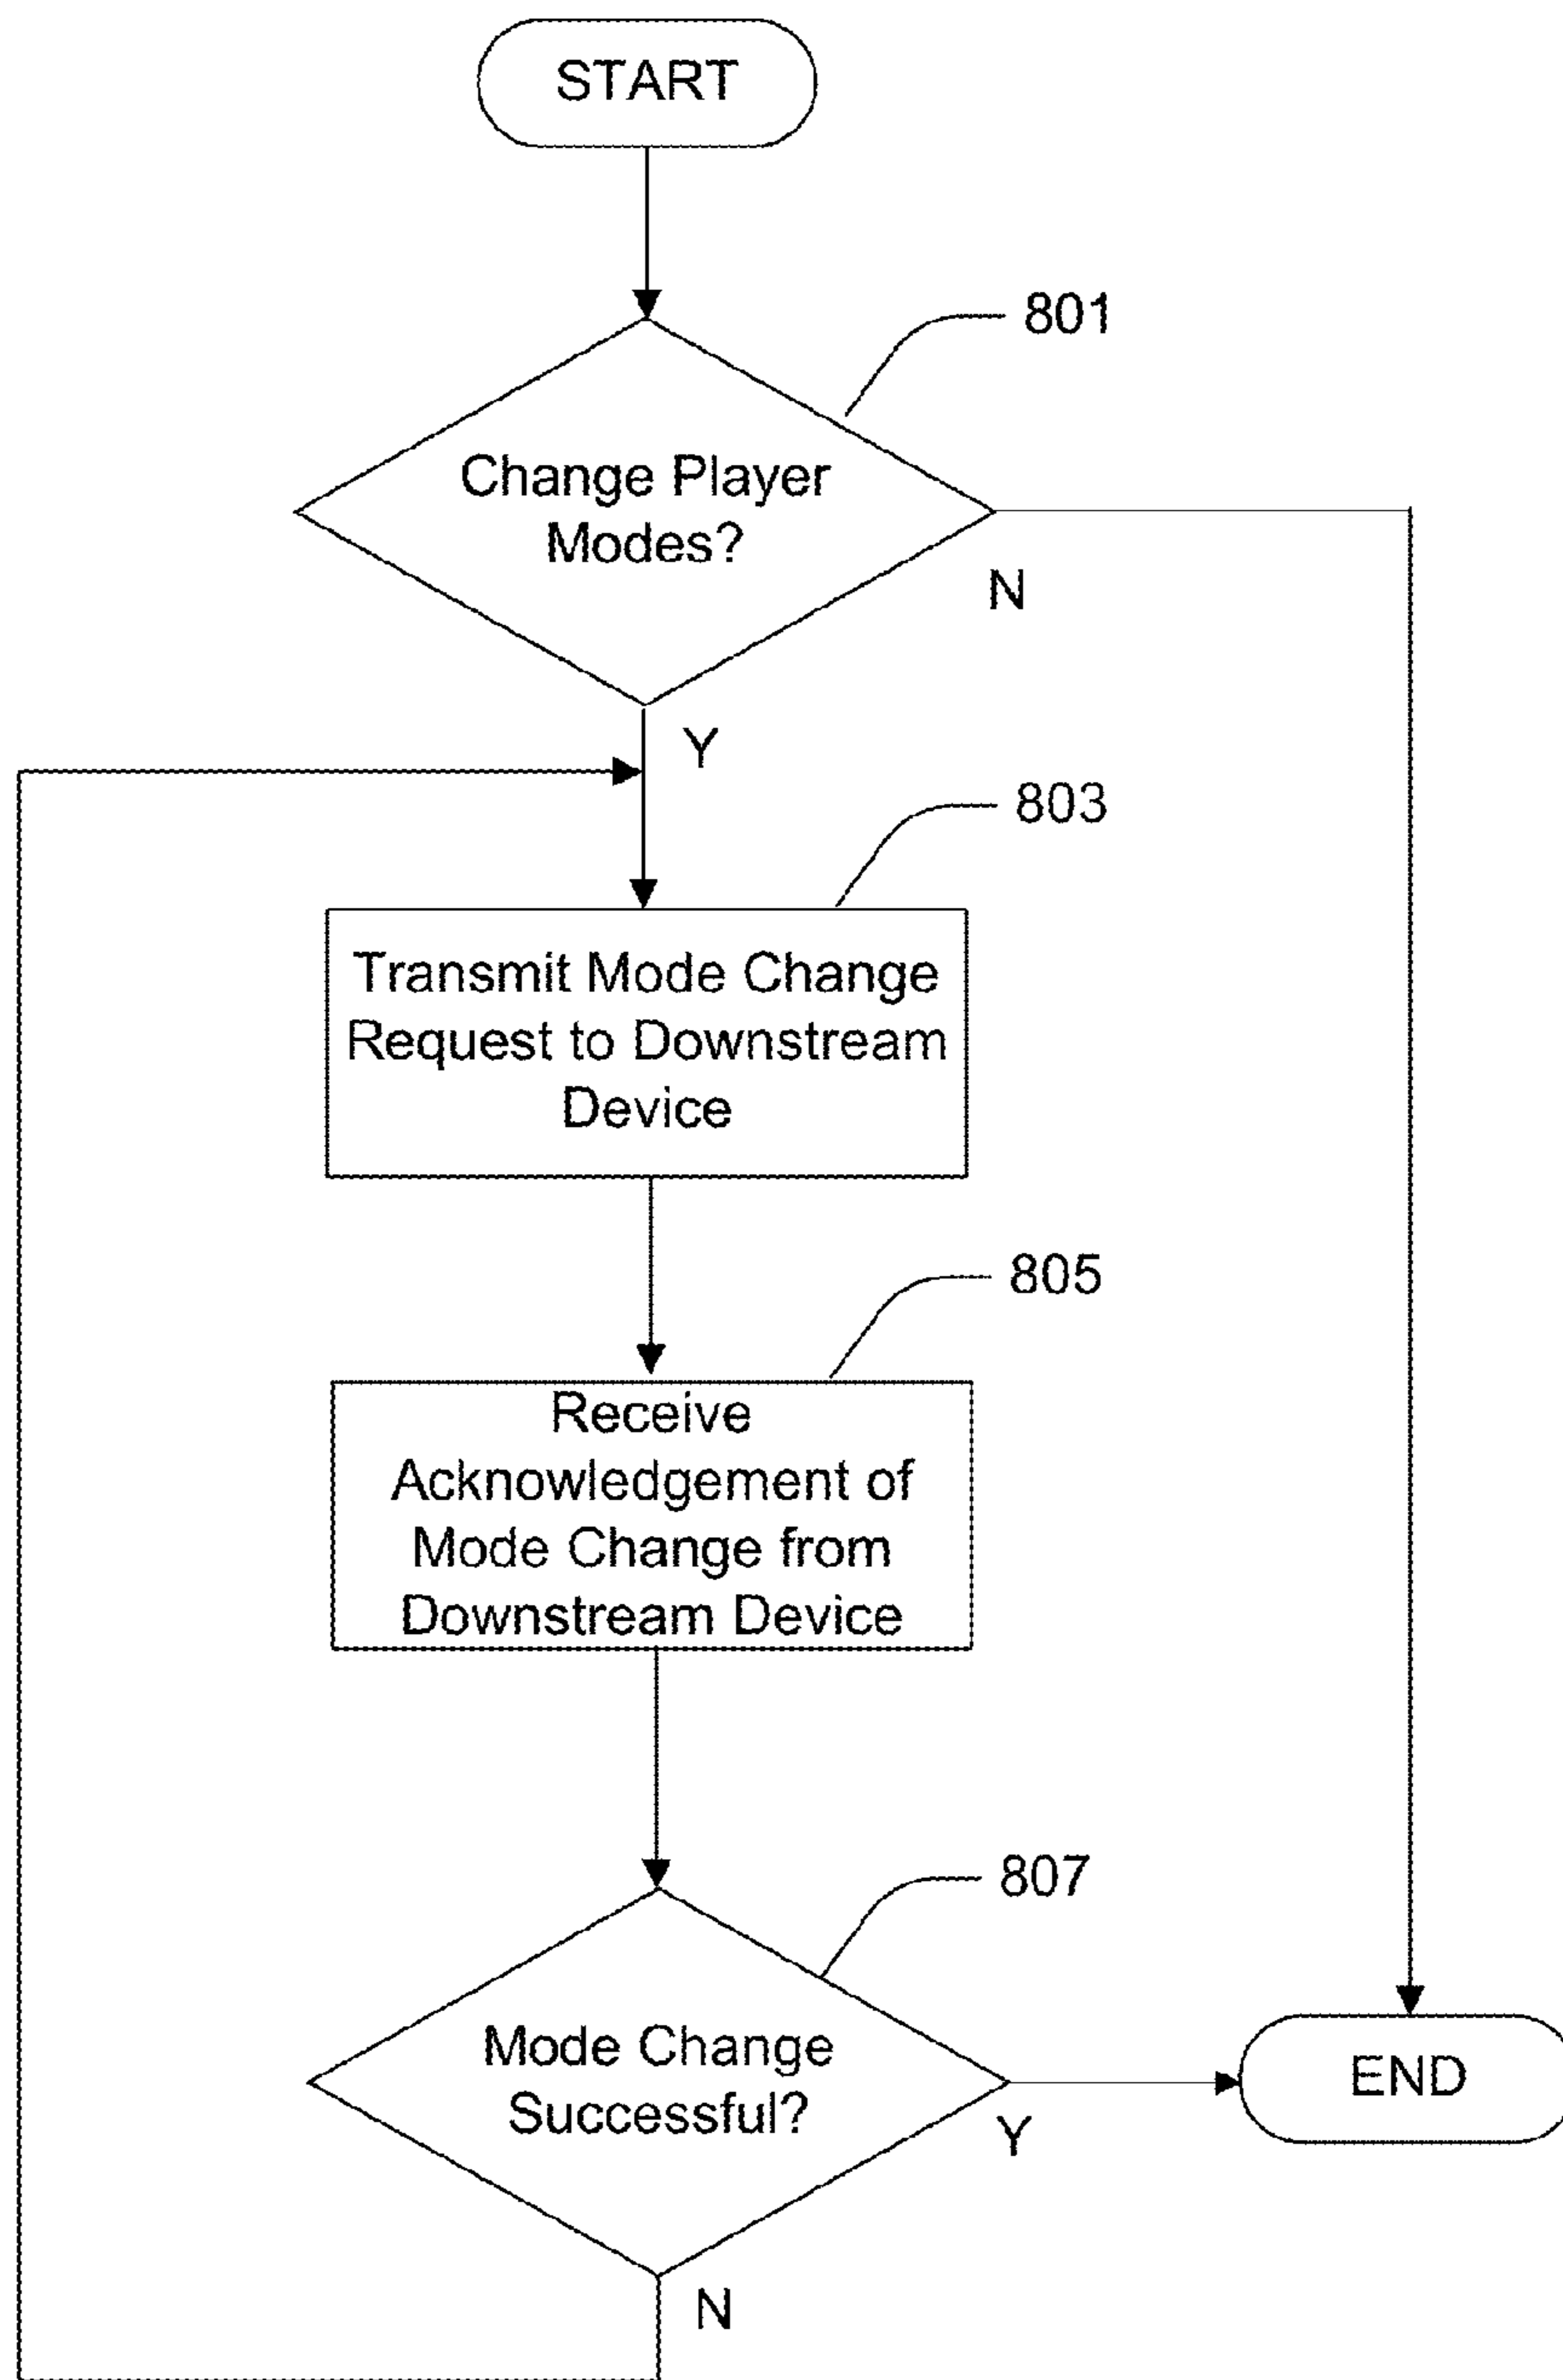 START
801
Change Player
Modes?
N
Y
803
Transmit Mode Change
Request to Downstream
Device
805
Receive
Acknowledgement of
Mode Change from
Downstream Device
807
Mode Change
Successful?
Y
END
N